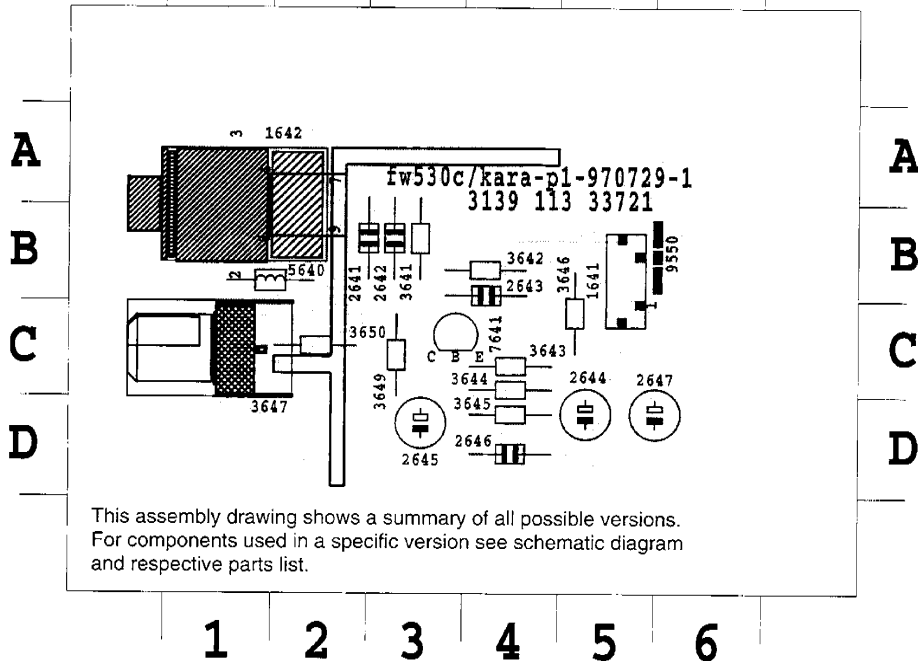 3 1642
A A
fw530c/kara-p1-970729-1
3139 113 33721
B B
2 5640
2641
2642
3641
3642
2643
3646
1641
9550
1
C C
3650
3649
C B E
7641
3643
3644
2644
2647
3647
3645
D D
2645
2646
This assembly drawing shows a summary of all possible versions.
For components used in a specific version see schematic diagram
and respective parts list.
1 2 3 4 5 6